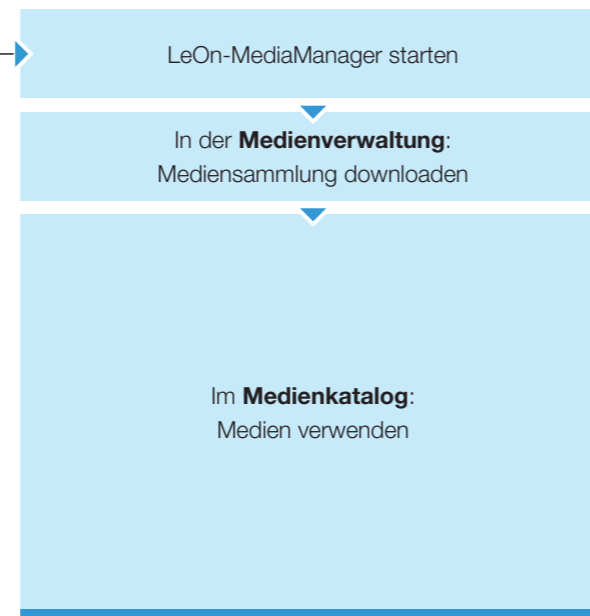 LeOn-MediaManager starten
In der Medienverwaltung:
Mediensammlung downloaden
Im Medienkatalog:
Medien verwenden